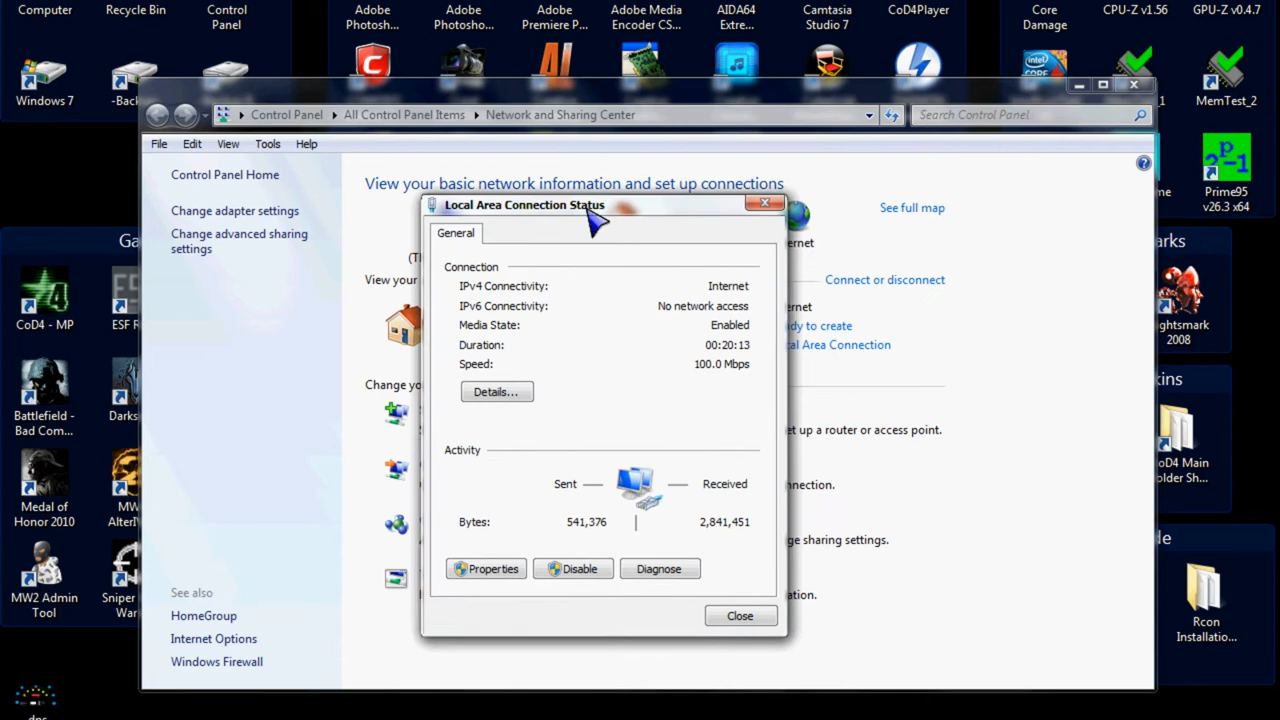 Computer
Recycle Bin
Control
Panel
Adobe
Photosh...
Adobe
Photosho...
Adobe
Premiere P...
Adobe Media
Encoder CS...
AIDA64
Extre...
Camtasia
Studio 7
CoD4Player
Core
Damage
CPU-Z v1.56
GPU-Z v0.4.7
Windows 7
-Back
MemTest_2
Control Panel
All Control Panel Items
Network and Sharing Center
Search Control Panel
File
Edit
View
Tools
Help
Control Panel Home
Change adapter settings
Change advanced sharing
settings
See also
HomeGroup
Internet Options
Windows Firewall
View your basic network information and set up connections
See full map
ernet
(T
View your
Connect or disconnect
ernet
dy to create
cal Area Connection
Change yo
et up a router or access point.
nnection.
ge sharing settings.
ation.
Local Area Connection Status
General
Connection
IPv4 Connectivity: Internet
IPv6 Connectivity: No network access
Media State: Enabled
Duration: 00:20:13
Speed: 100.0 Mbps
Details...
Activity
Sent
Received
Bytes: 541,376 2,841,451
Properties
Disable
Diagnose
Close
Ga
CoD4 - MP
ESF R
Battlefield -
Bad Com...
Darks
Medal of
Honor 2010
MW
AlterI
MW2 Admin
Tool
Sniper
War
Prime95
v26.3 x64
arks
ghtsmark
2008
kins
oD4 Main
older Sh...
de
Rcon
Installatio...